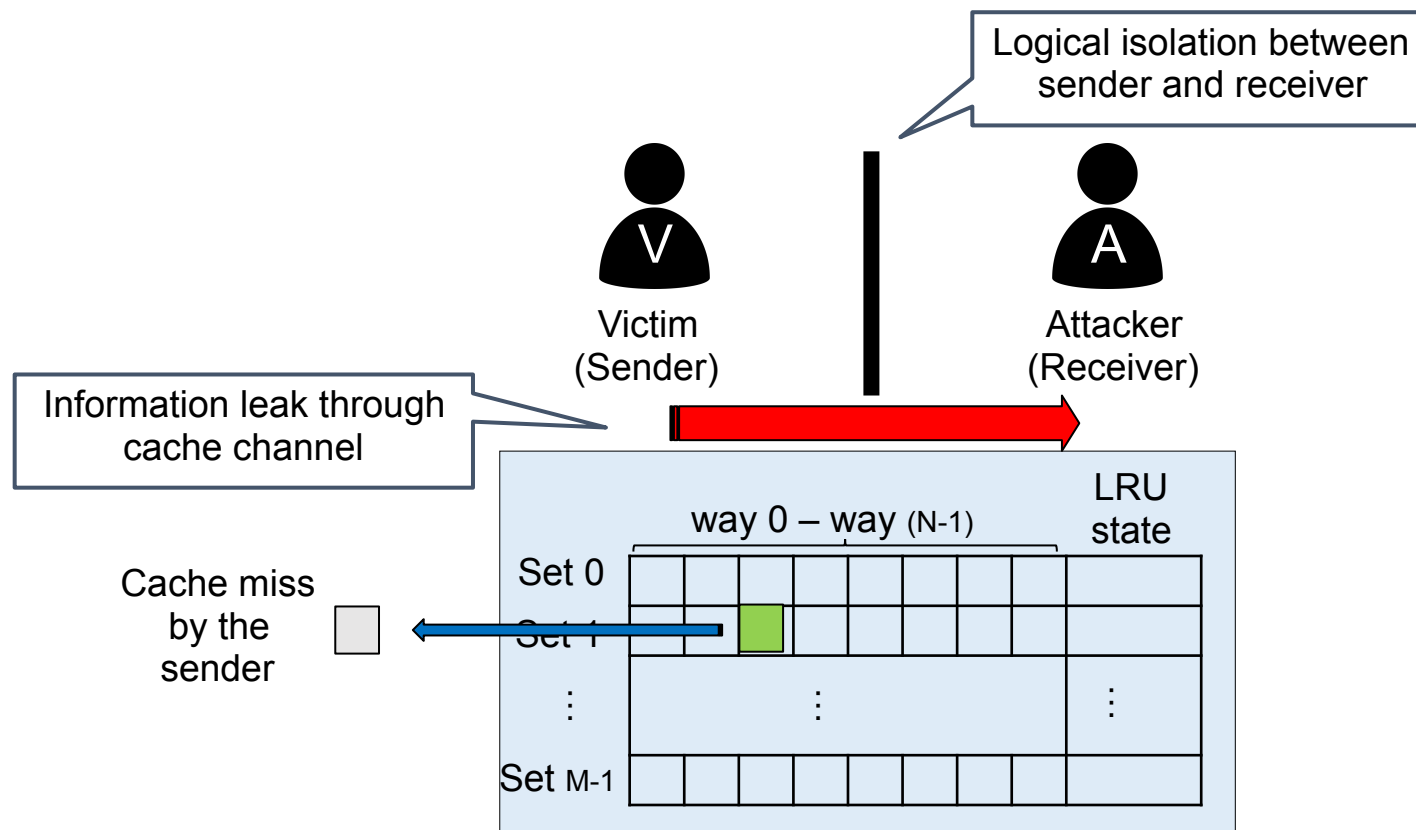 Logical isolation between
sender and receiver
V
A
Victim
(Sender)
Attacker
(Receiver)
Information leak through
cache channel
LRU
state
way 0 – way (N-1)
Set 0
Cache miss
by the
sender
Set 1
⋮
⋮
⋮
Set M-1